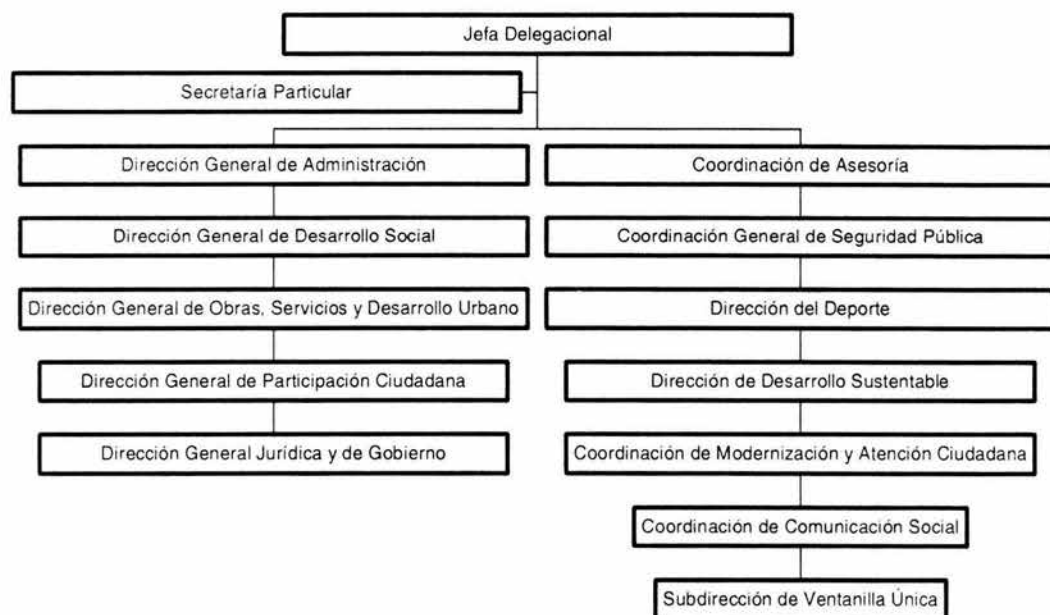 Jefa Delegacional
Secretaría Particular
Dirección General de Administración
Dirección General de Desarrollo Social
Dirección General de Obras, Servicios y Desarrollo Urbano
Dirección General de Participación Ciudadana
Dirección General Jurídica y de Gobierno
Coordinación de Asesoría
Coordinación General de Seguridad Pública
Dirección del Deporte
Dirección de Desarrollo Sustentable
Coordinación de Modernización y Atención Ciudadana
Coordinación de Comunicación Social
Subdirección de Ventanilla Única